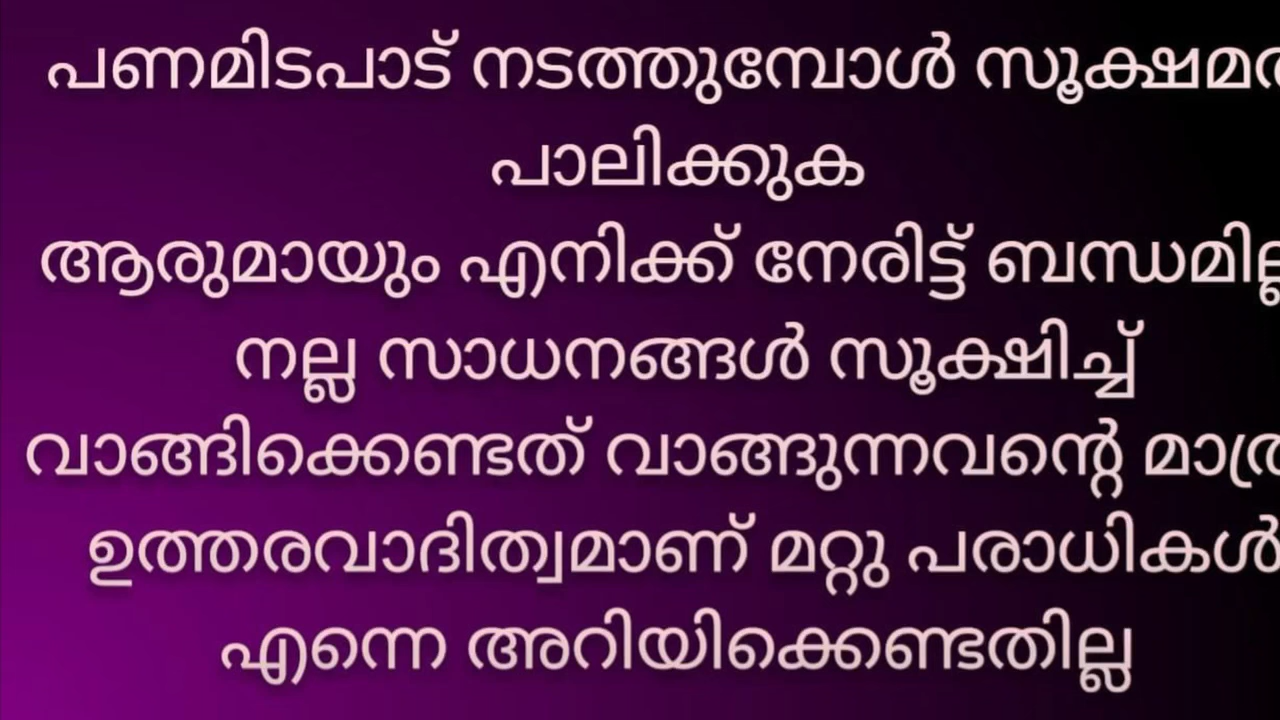 പണമിടപാട് നടത്തുമ്പോൾ സൂക്ഷമത
പാലിക്കുക
ആരുമായും എനിക്ക് നേരിട്ട് ബന്ധമില്ല
നല്ല സാധനങ്ങൾ സൂക്ഷിച്ച്
വാങ്ങിക്കെണ്ടത് വാങ്ങുന്നവന്റെ മാത്ര
ഉത്തരവാദിത്വമാണ് മറ്റു പരാധികൾ
എന്നെ അറിയിക്കെണ്ടതില്ല